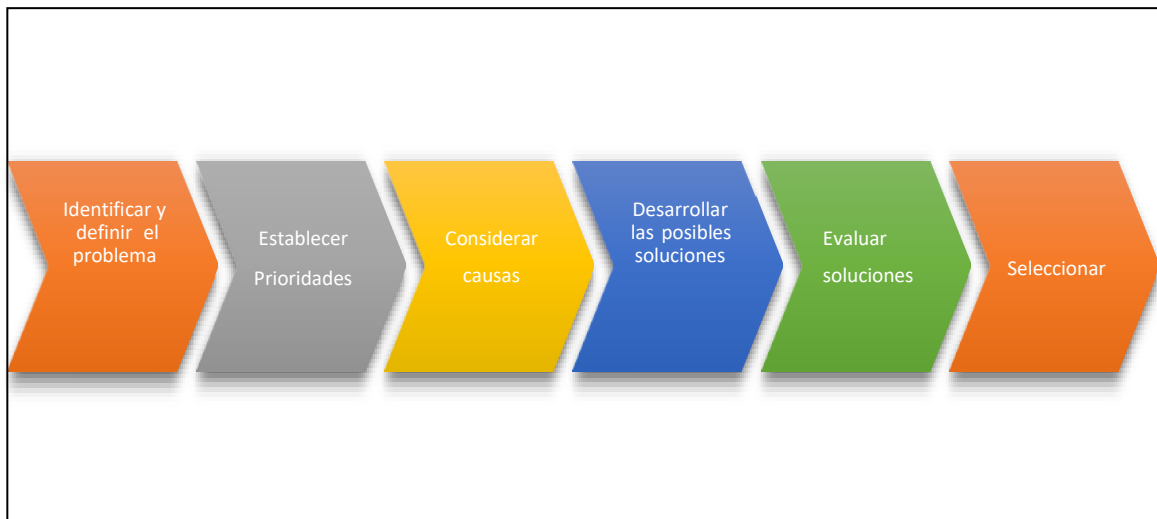 Identificar y
definir el
problema
Establecer
Prioridades
Considerar
causas
Desarrollar
las posibles
soluciones
Evaluar
soluciones
Seleccionar